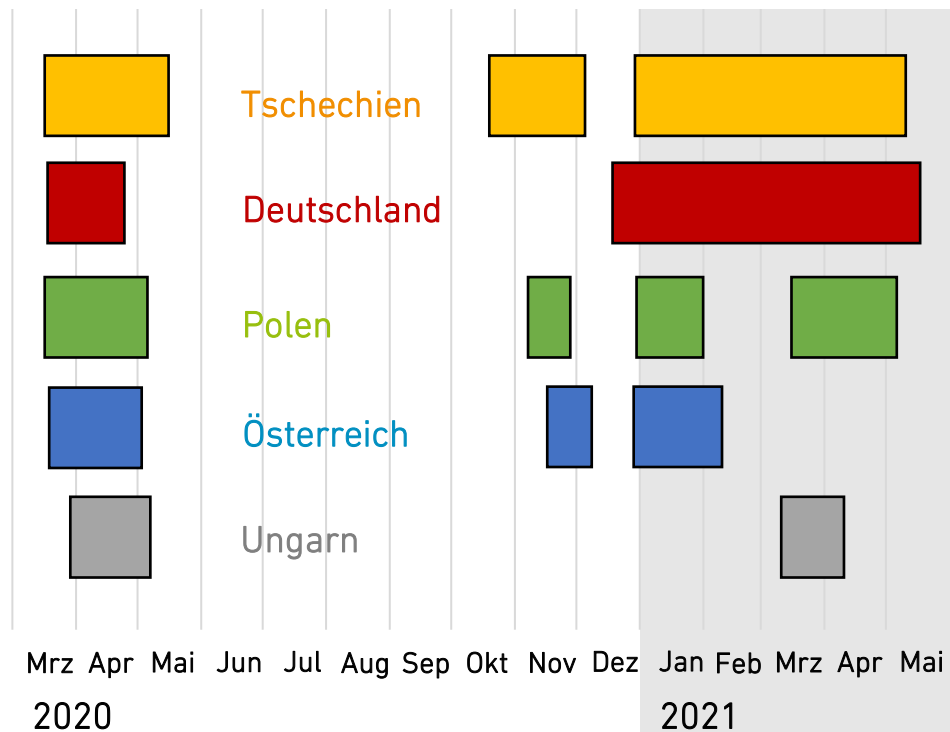 Tschechien
Deutschland
Polen
Österreich
Ungarn
Mrz Apr Mai Jun Jul Aug Sep Okt Nov Dez Jan Feb Mrz Apr Mai
2020 2021